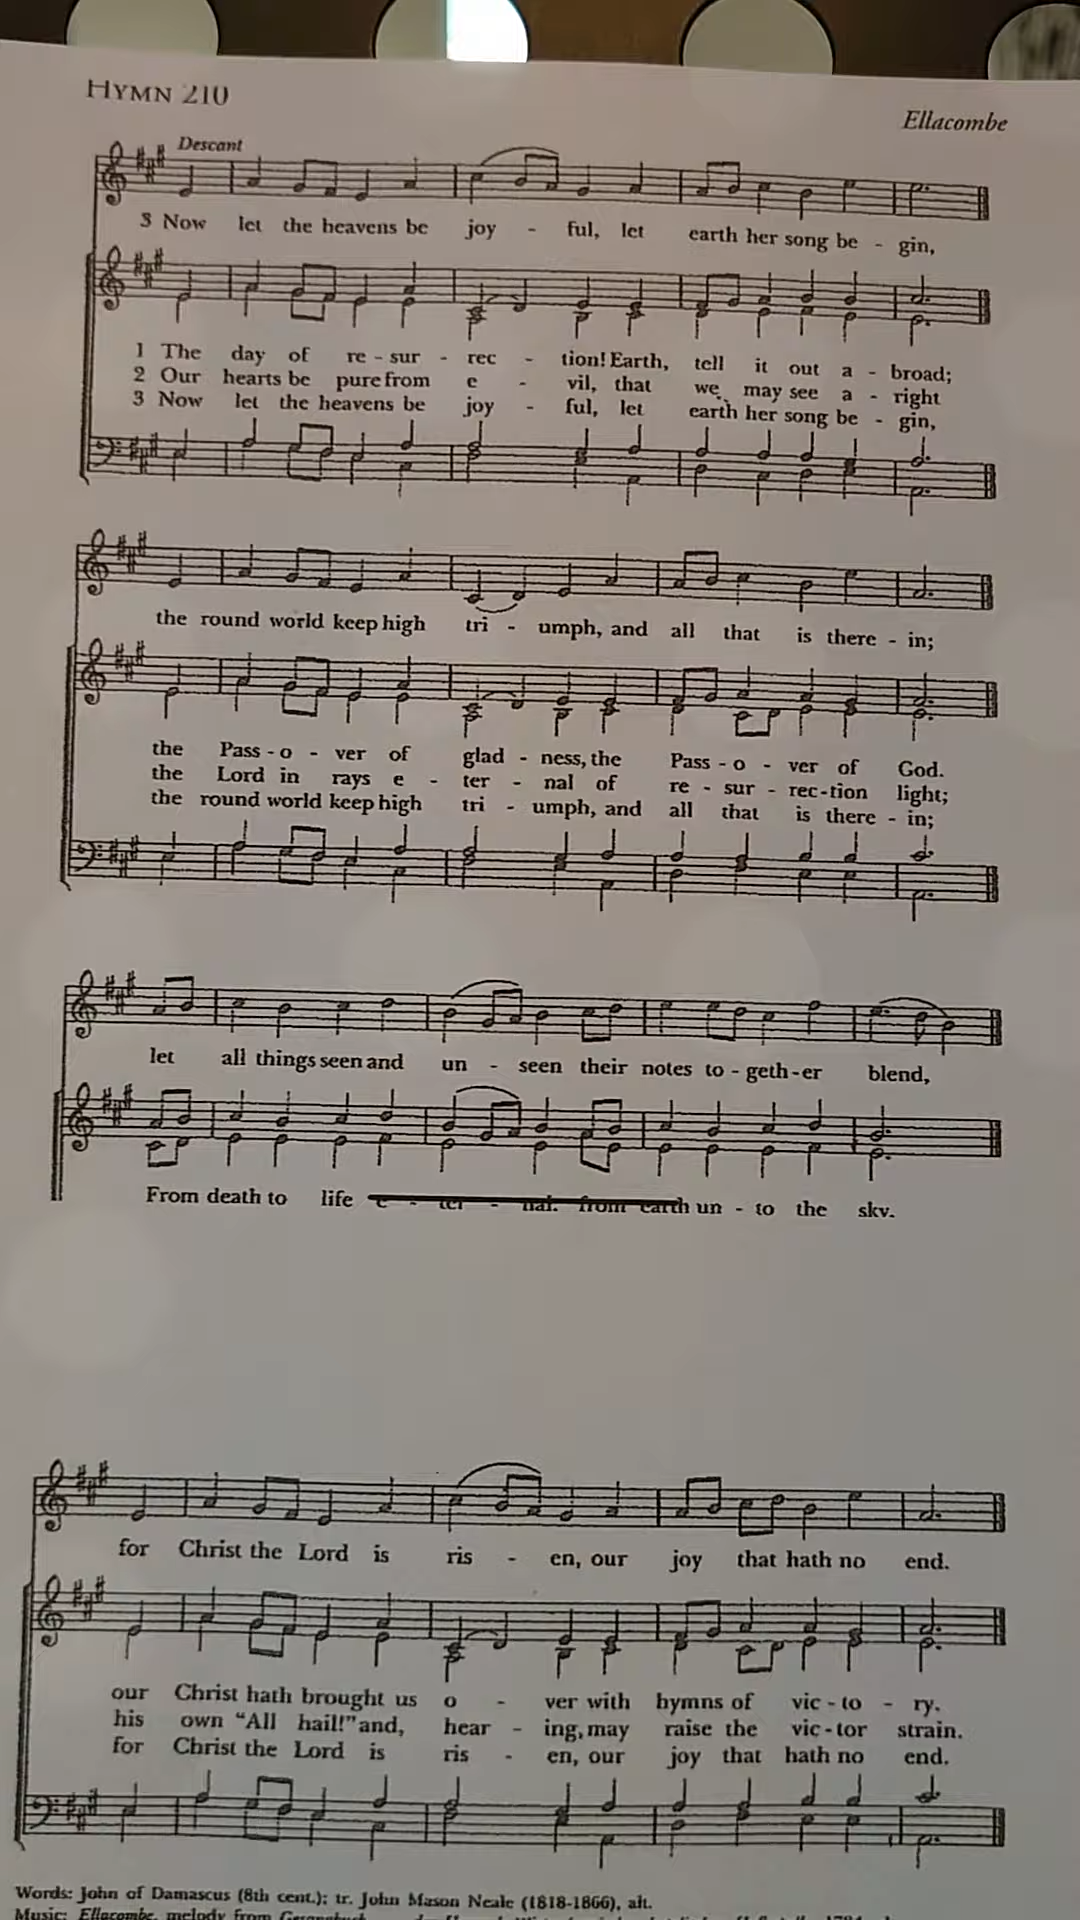 HYMN 210
Ellacombe
Descant
3 Now let the heavens be joy - ful, let earth her song be - gin,
1 The day of re - sur - rec - tion! Earth, tell it out a - broad;
2 Our hearts be pure from e - vil, that we may see a - right
3 Now let the heavens be joy - ful, let earth her song be - gin,
the round world keep high tri - umph, and all that is there - in;
the Pass - o - ver of glad - ness, the Pass - o - ver of God.
the Lord in rays e - ter - nal of re - sur - rec - tion light;
the round world keep high tri - umph, and all that is there - in;
let all things seen and un - seen their notes to - geth - er blend,
From death to life e - ter - nal. from earth un - to the sky.
for Christ the Lord is ris - en, our joy that hath no end.
our Christ hath brought us o - ver with hymns of vic - to - ry.
his own "All hail!" and, hear - ing, may raise the vic - tor strain.
for Christ the Lord is ris - en, our joy that hath no end.
Words: John of Damascus (8th cent.); tr. John Mason Neale (1818-1866), alt.
Music: Ellacombe, melody from